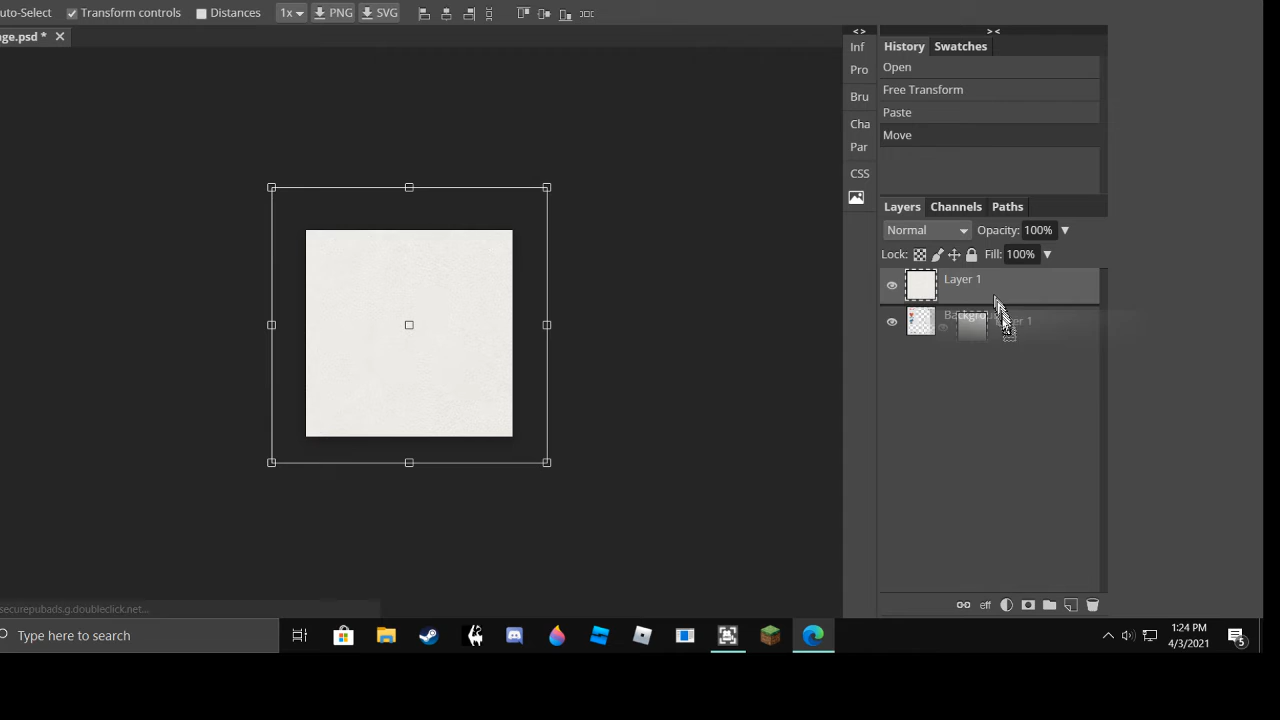 uto-Select Transform controls Distances 1x PNG SVG
ge.psd *
Inf
Pro
Bru
Cha
Par
CSS
History Swatches
Open
Free Transform
Paste
Move
Layers Channels Paths
Normal Opacity: 100%
Lock: Fill: 100%
Layer 1
eff
securepubads.g.doubleclick.net...
Type here to search
1:24 PM
4/3/2021
5